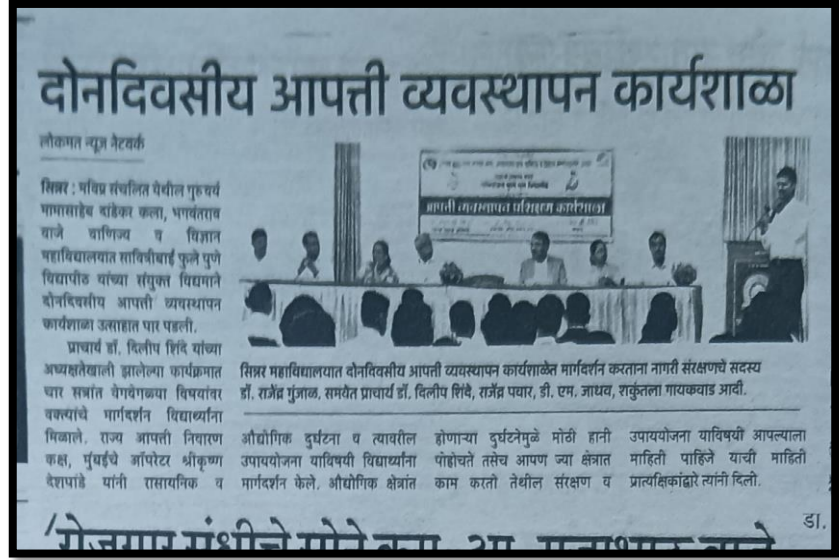 दोनदिवसीय आपत्ती व्यवस्थापन कार्यशाळा
लोकमत न्यूज नेटवर्क
सिन्नर : मविप्र संचलित येथील गुरुवर्य
मामासाहेब दांडेकर कला, भगवंतराव
वाजे वाणिज्य व विज्ञान
महाविद्यालयात सावित्रीबाई फुले पुणे
विद्यापीठ यांच्या संयुक्त विद्यमाने
दोनदिवसीय आपत्ती व्यवस्थापन
कार्यशाळा उत्साहात पार पडली.
प्राचार्य डॉ. दिलीप शिंदे यांच्या
अध्यक्षतेखाली झालेल्या कार्यक्रमात
चार सत्रांत वेगवेगळ्या विषयांवर
वक्त्यांचे मार्गदर्शन विद्यार्थ्यांना
मिळाले. राज्य आपत्ती निवारण
कक्ष, मुंबईचे ऑपरेटर श्रीकृष्ण
देशपांडे यांनी रासायनिक व
आपत्ती व्यवस्थापन प्रशिक्षण कार्यशाळा
सिन्नर महाविद्यालयात दोनदिवसीय आपत्ती व्यवस्थापन कार्यशाळेत मार्गदर्शन करताना नागरी संरक्षणचे सदस्य
डॉ. राजेंद्र गुंजाळ, समवेत प्राचार्य डॉ. दिलीप शिंदे, राजेंद्र पवार, डी. एम. जाधव, शकुंतला गायकवाड आदी.
औद्योगिक दुर्घटना व त्यावरील
उपाययोजना याविषयी विद्यार्थ्यांना
मार्गदर्शन केले. औद्योगिक क्षेत्रांत
होणाऱ्या दुर्घटनेमुळे मोठी हानी
पोहोचते तसेच आपण ज्या क्षेत्रात
काम करतो तेथील संरक्षण व
उपाययोजना याविषयी आपल्याला
माहिती पाहिजे याची माहिती
प्रात्यक्षिकांद्वारे त्यांनी दिली.
डा.